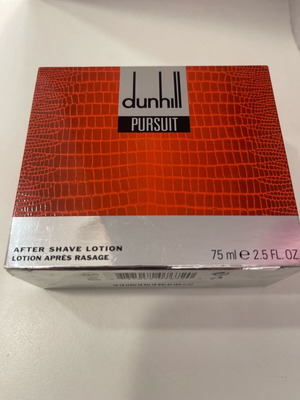 dunhill
PURSUIT
AFTER SHAVE LOTION
LOTION APRÈS RASAGE
75 ml ℮ 2.5 FL.OZ